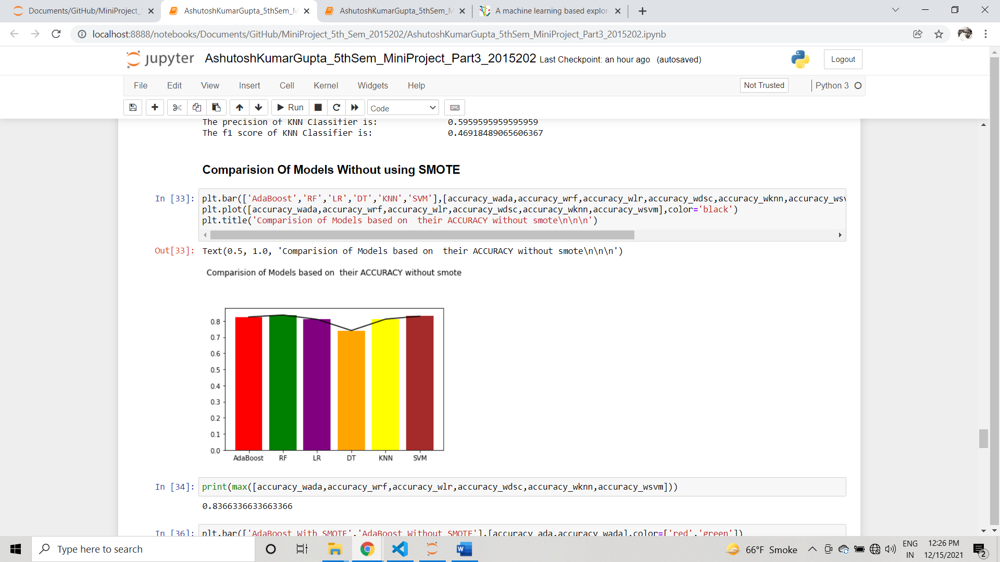 Documents/GitHub/MiniProject_
AshutoshKumarGupta_5thSem_M
AshutoshKumarGupta_5thSem_M
A machine learning based explor
localhost:8888/notebooks/Documents/GitHub/MiniProject_5th_Sem_2015202/AshutoshKumarGupta_5thSem_MiniProject_Part3_2015202.ipynb
jupyter AshutoshKumarGupta_5thSem_MiniProject_Part3_2015202 Last Checkpoint: an hour ago (autosaved)
Logout
File Edit View Insert Cell Kernel Widgets Help
Not Trusted
Python 3
Run
Code
The precision of KNN Classifier is: 0.5959595959595959
The f1 score of KNN Classifier is: 0.46918489065606367
Comparision Of Models Without using SMOTE
In [33]:
plt.bar(['AdaBoost','RF','LR','DT','KNN','SVM'],[accuracy_wada,accuracy_wrf,accuracy_wlr,accuracy_wdsc,accuracy_wknn,accuracy_wsv
plt.plot([accuracy_wada,accuracy_wrf,accuracy_wlr,accuracy_wdsc,accuracy_wknn,accuracy_wsvm],color='black')
plt.title('Comparision of Models based on  their ACCURACY without smote\n\n\n')
Out[33]:
Text(0.5, 1.0, 'Comparision of Models based on  their ACCURACY without smote\n\n\n')
Comparision of Models based on  their ACCURACY without smote
0.8
0.7
0.6
0.5
0.4
0.3
0.2
0.1
0.0
AdaBoost RF LR DT KNN SVM
In [34]:
print(max([accuracy_wada,accuracy_wrf,accuracy_wlr,accuracy_wdsc,accuracy_wknn,accuracy_wsvm]))
0.8366336633663366
In [36]:
plt.bar(['AdaBoost With SMOTE','AdaBoost Without SMOTE'],[accuracy_ada,accuracy_wada],color=['red','green'])
Type here to search
66°F Smoke
ENG
IN
12:26 PM
12/15/2021
2